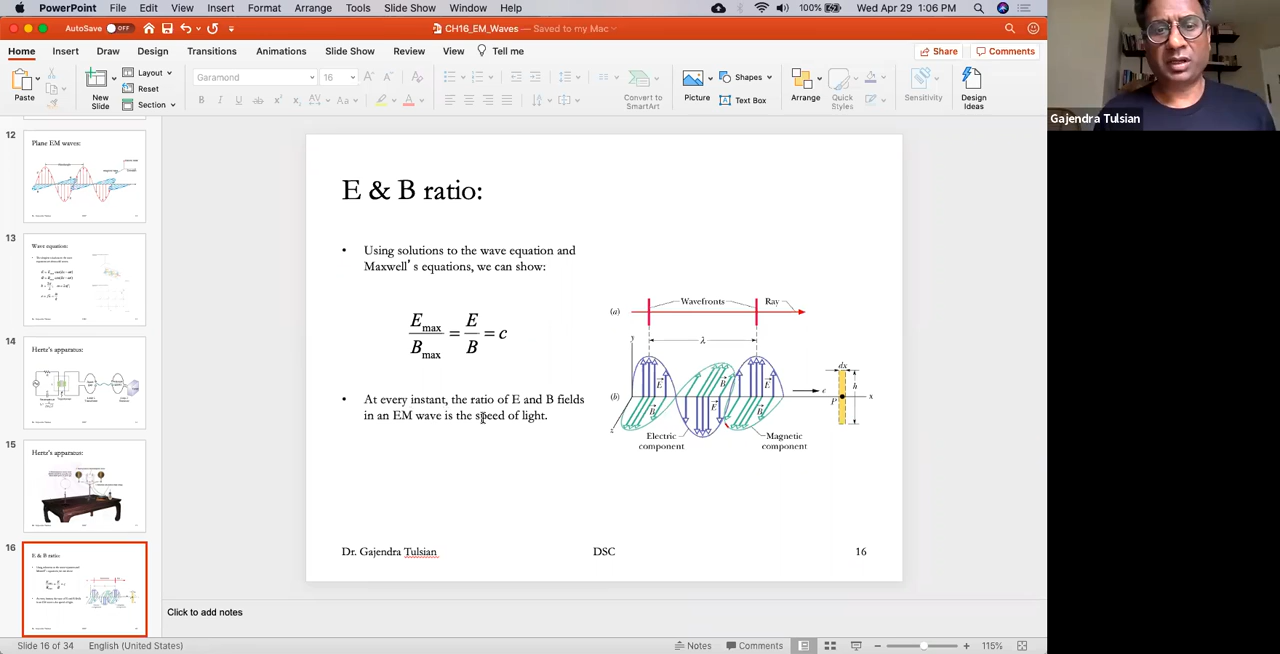 PowerPoint File Edit View Insert Format Arrange Tools Slide Show Window Help 100% Wed Apr 29 1:06 PM
AutoSave OFF CH16_EM_Waves — Saved to my Mac
Home Insert Draw Design Transitions Animations Slide Show Review View Tell me Share Comments
Paste
New Slide
Layout
Reset
Section
Garamond 16
Convert to SmartArt
Picture
Shapes
Text Box
Arrange
Quick Styles
Sensitivity
Design Ideas
Gajendra Tulsian
12
Plane EM waves:
13
Wave equation:
14
Hertz's apparatus:
15
Hertz's apparatus:
16
E & B ratio:
E & B ratio:
• Using solutions to the wave equation and
Maxwell's equations, we can show:
Emax / Bmax = E / B = c
• At every instant, the ratio of E and B fields
in an EM wave is the speed of light.
(a) Wavefronts Ray
λ
y
dx
E E
B
c h
(b) x
B E B P
z
Electric component
Magnetic component
Dr. Gajendra Tulsian DSC 16
Click to add notes
Slide 16 of 34 English (United States) Notes Comments 115%